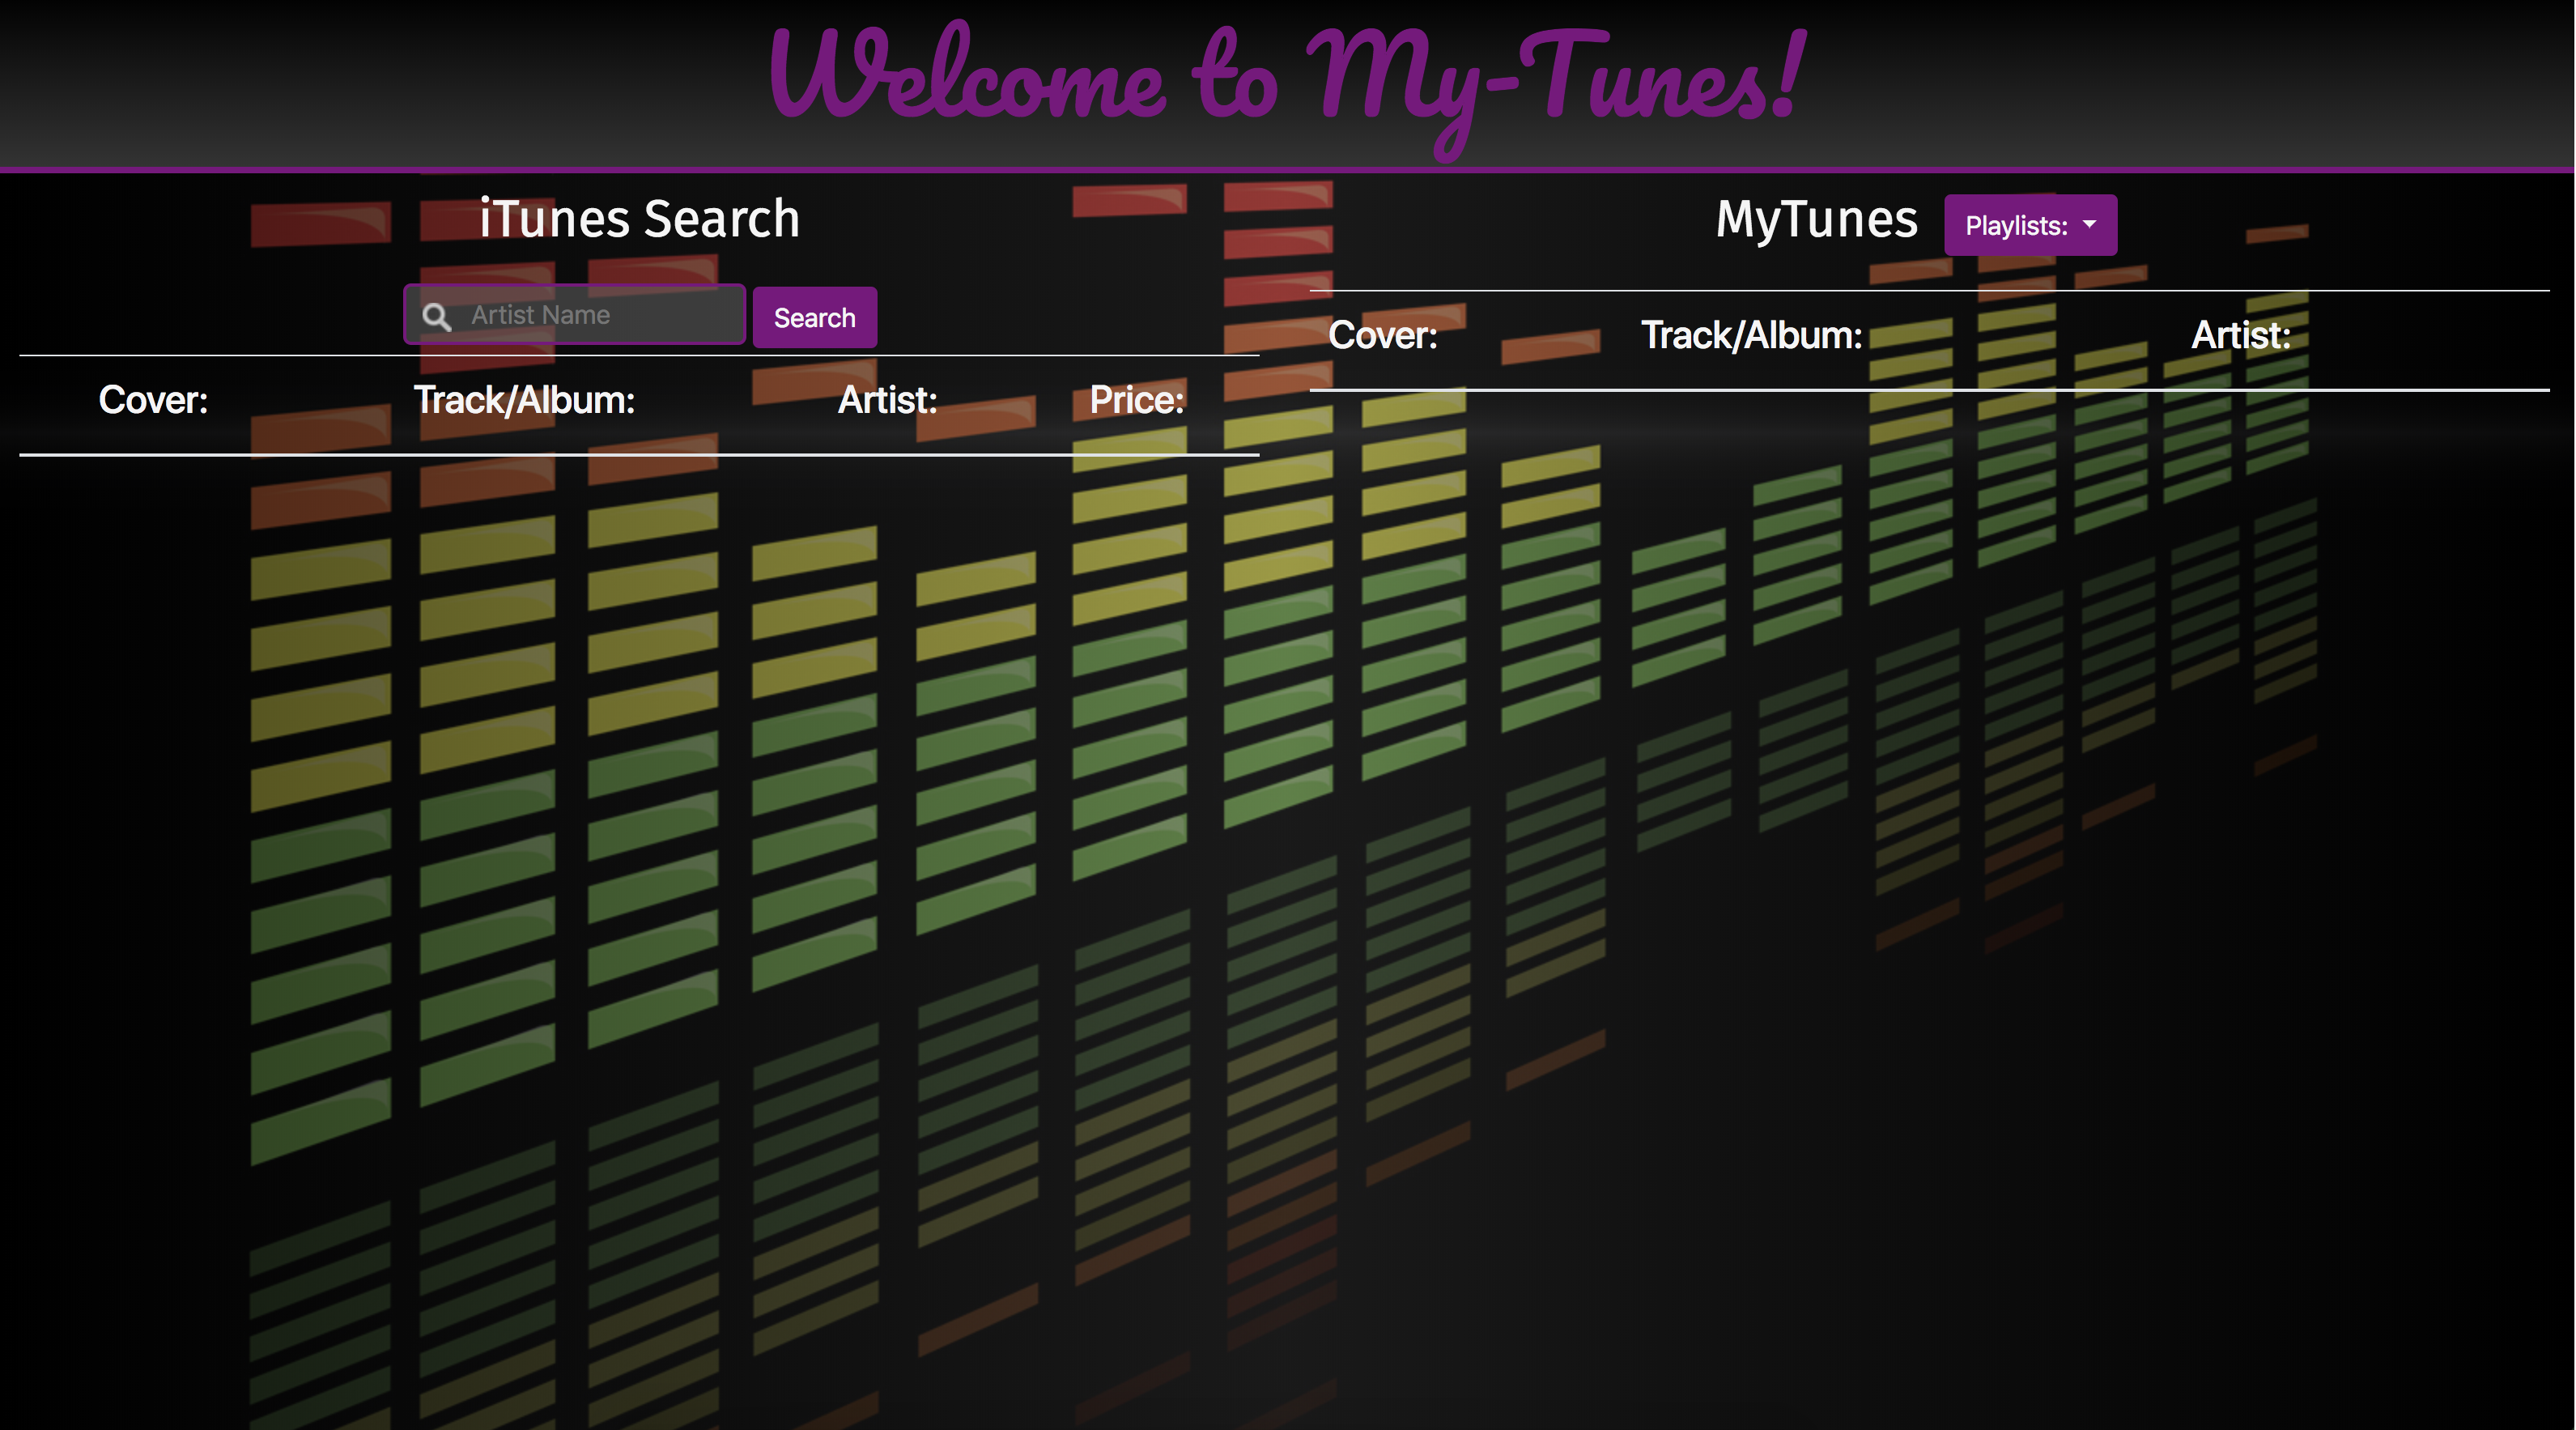 Welcome to My-Tunes!
iTunes Search
Artist Name
Search
Cover: Track/Album: Artist: Price:
MyTunes
Playlists:
Cover: Track/Album: Artist: